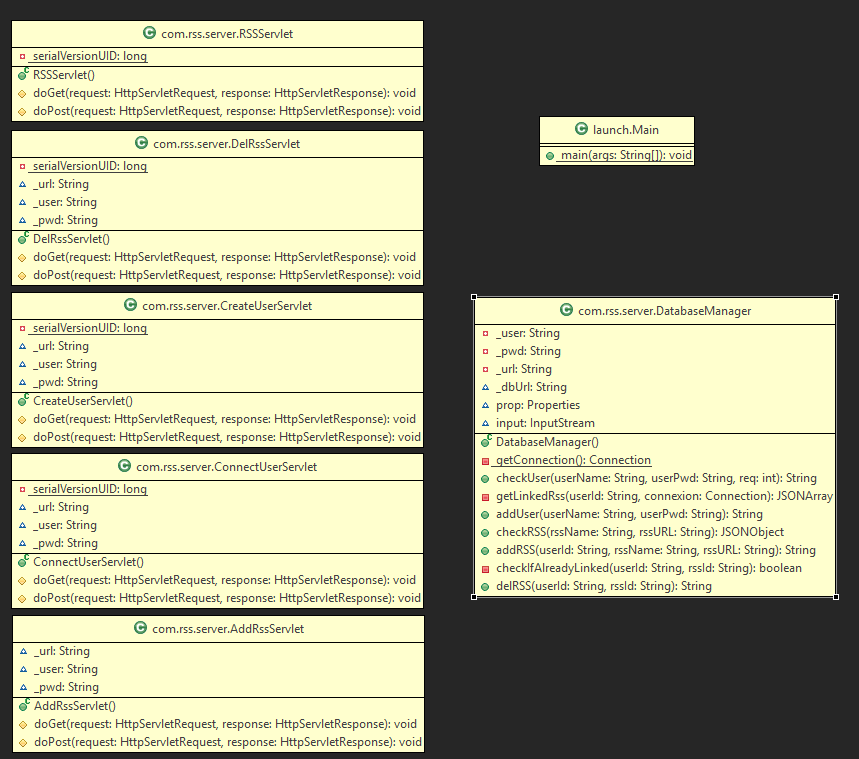 com.rss.server.RSSServlet
serialVersionUID: long
RSSServlet()
doGet(request: HttpServletRequest, response: HttpServletResponse): void
doPost(request: HttpServletRequest, response: HttpServletResponse): void
com.rss.server.DelRssServlet
serialVersionUID: long
_url: String
_user: String
_pwd: String
DelRssServlet()
doGet(request: HttpServletRequest, response: HttpServletResponse): void
doPost(request: HttpServletRequest, response: HttpServletResponse): void
com.rss.server.CreateUserServlet
serialVersionUID: long
_url: String
_user: String
_pwd: String
CreateUserServlet()
doGet(request: HttpServletRequest, response: HttpServletResponse): void
doPost(request: HttpServletRequest, response: HttpServletResponse): void
com.rss.server.ConnectUserServlet
serialVersionUID: long
_url: String
_user: String
_pwd: String
ConnectUserServlet()
doGet(request: HttpServletRequest, response: HttpServletResponse): void
doPost(request: HttpServletRequest, response: HttpServletResponse): void
com.rss.server.AddRssServlet
_url: String
_user: String
_pwd: String
AddRssServlet()
doGet(request: HttpServletRequest, response: HttpServletResponse): void
doPost(request: HttpServletRequest, response: HttpServletResponse): void
launch.Main
main(args: String[]): void
com.rss.server.DatabaseManager
_user: String
_pwd: String
_url: String
_dbUrl: String
prop: Properties
input: InputStream
DatabaseManager()
getConnection(): Connection
checkUser(userName: String, userPwd: String, req: int): String
getLinkedRss(userId: String, connexion: Connection): JSONArray
addUser(userName: String, userPwd: String): String
checkRSS(rssName: String, rssURL: String): JSONObject
addRSS(userId: String, rssName: String, rssURL: String): String
checkIfAlreadyLinked(userId: String, rssId: String): boolean
delRSS(userId: String, rssId: String): String